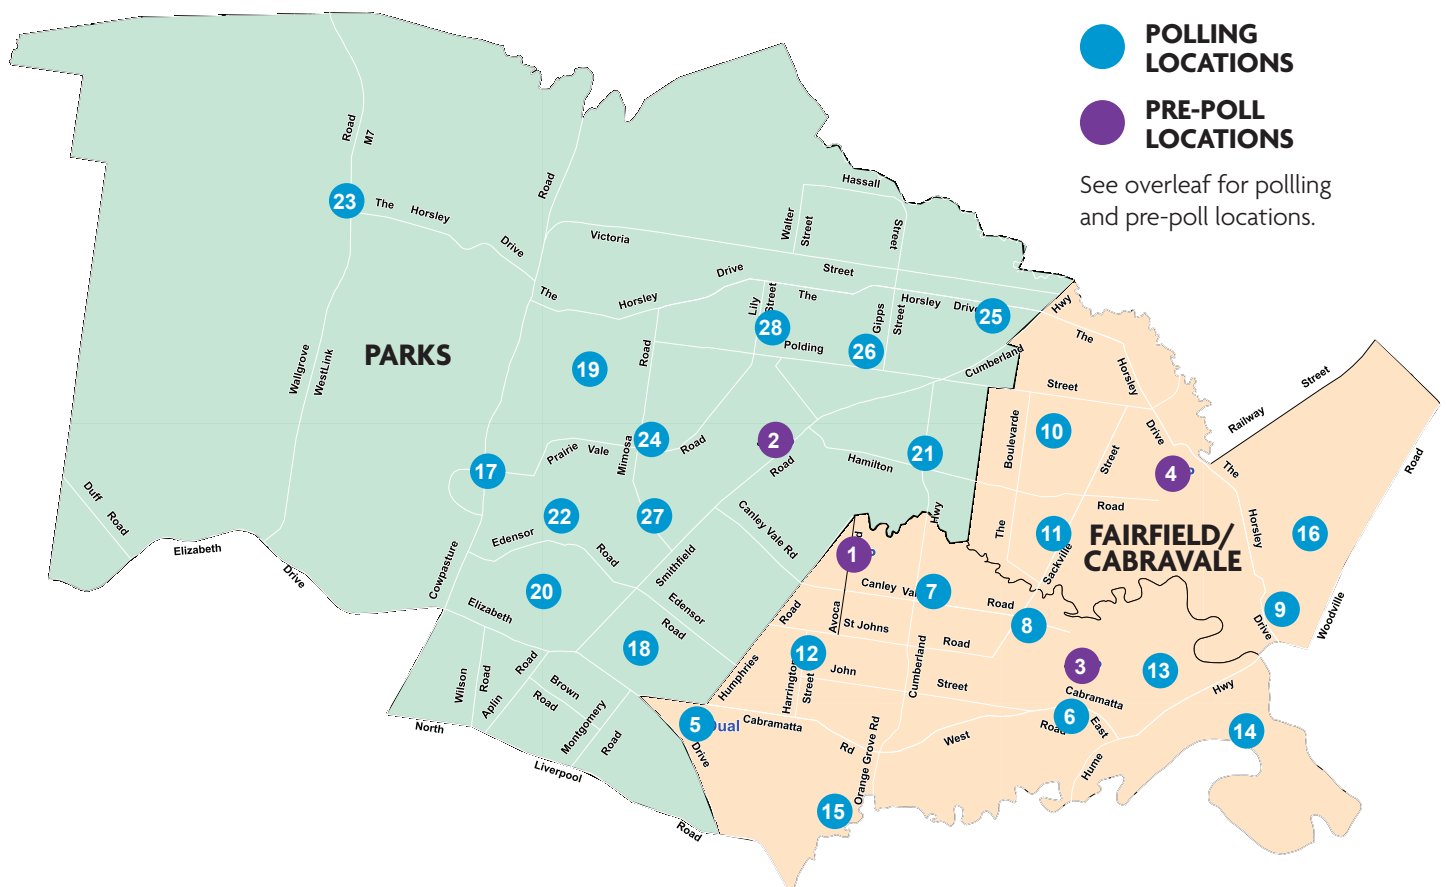 POLLING
LOCATIONS
PRE-POLL
LOCATIONS
See overleaf for pollling
and pre-poll locations.
Road
M7
23
The
Horsley
Drive
Road
Hassall
Walter
Street
Street
Victoria
Street
Drive
The
Horsley
The
Horsley
Drive
Lily
Street
Gipps
Street
25
28
26
Polding
Cumberland
Hwy
The
Horsley
Drive
PARKS
Wallgrove
WestLink
19
Road
Street
Boulevarde
The
10
Street
Sackville
Railway
Street
The
Horsley
Drive
Road
Woodville
24
Mimosa
Prairie
Vale
Road
2
Road
Hamilton
21
Road
4
17
22
27
Edensor
Road
Canley Vale Rd
Smithfield
Hwy
11
FAIRFIELD/
CABRAVALE
16
9
Duff
Road
Elizabeth
Drive
Cowpasture
20
Elizabeth
Edensor
Road
18
1
Canley
7
Road
8
Avoca
St Johns
Road
Road
Humphries
12
Harrington
Street
John
Street
Cumberland
3
13
Cabramatta
6
Road
East
Hwy
Hume
14
Wilson
Road
Aplin
Road
Brown
Road
Montgomery
Road
North
Liverpool
Road
5
Dual
Drive
Cabramatta
Rd
West
Orange Grove Rd
15